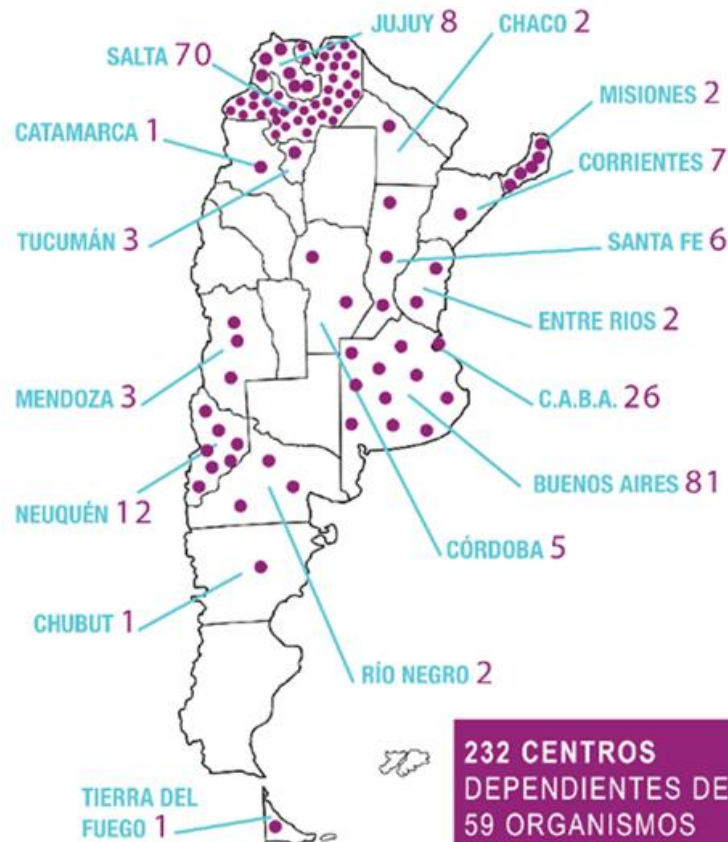 JUJUY 8
CHACO 2
SALTA 70
MISIONES 2
CATAMARCA 1
CORRIENTES 7
TUCUMÁN 3
SANTA FE 6
ENTRE RIOS 2
MENDOZA 3
C.A.B.A. 26
BUENOS AIRES 81
NEUQUÉN 12
CÓRDOBA 5
CHUBUT 1
RÍO NEGRO 2
TIERRA DEL
FUEGO 1
232 CENTROS
DEPENDIENTES DE
59 ORGANISMOS